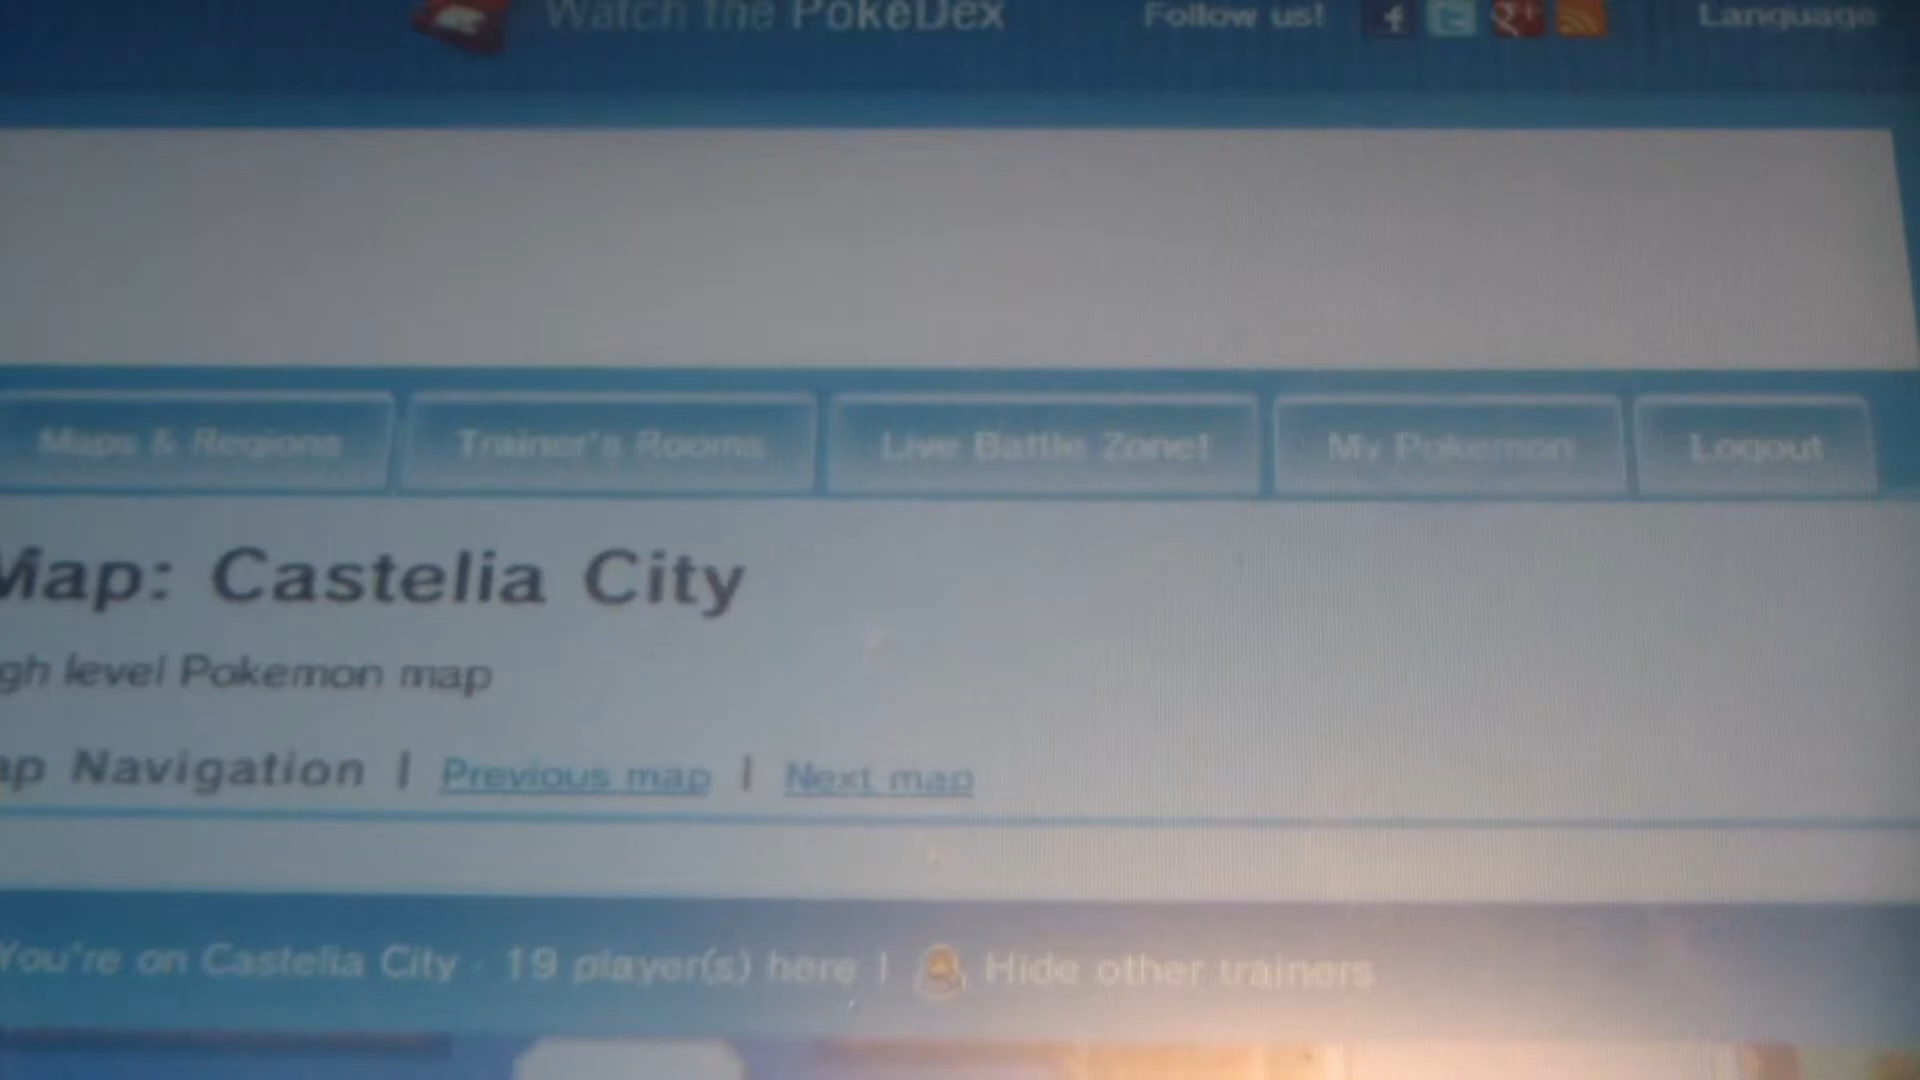 Watch the PokéDex Follow us! Language
Maps & Regions Trainer's Rooms Live Battle Zone! My Pokemon Logout
Map: Castelia City
gh level Pokemon map
ap Navigation | Previous map | Next map
You're on Castelia City - 19 player(s) here | Hide other trainers